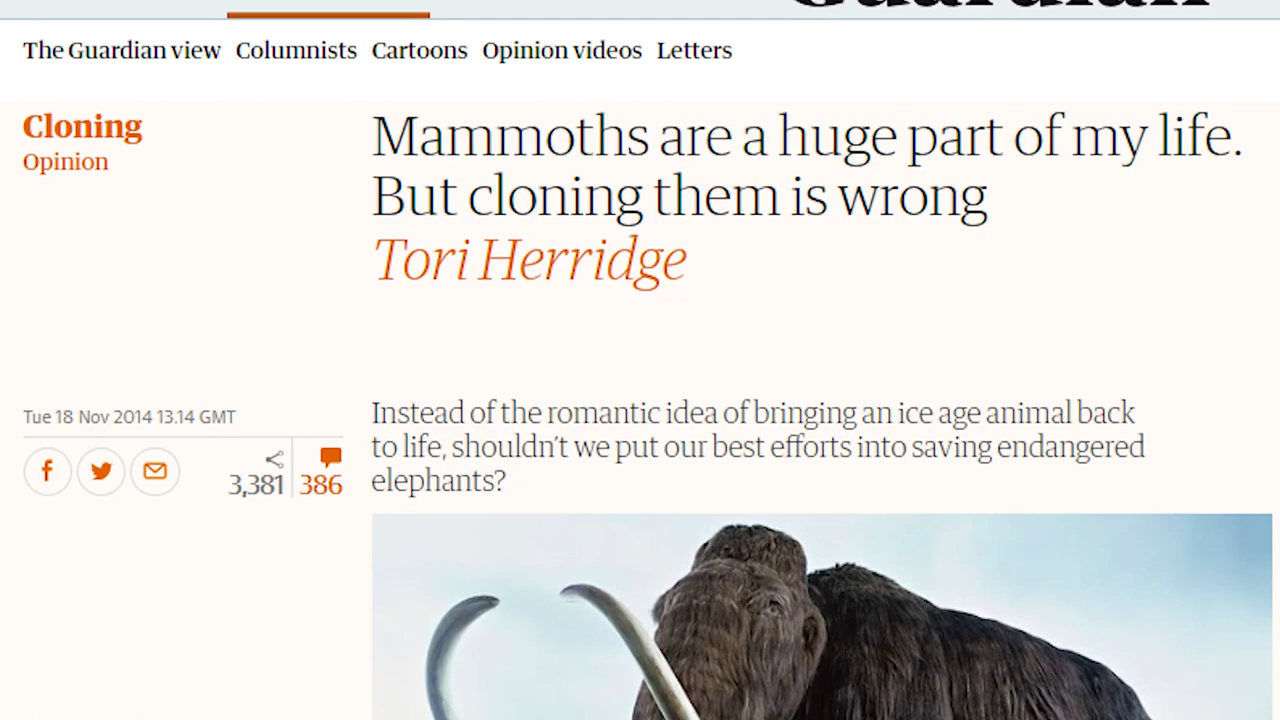 Guardian
The Guardian view Columnists Cartoons Opinion videos Letters
Cloning
Opinion
Mammoths are a huge part of my life.
But cloning them is wrong
Tori Herridge
Tue 18 Nov 2014 13.14 GMT
3,381 386
Instead of the romantic idea of bringing an ice age animal back
to life, shouldn't we put our best efforts into saving endangered
elephants?